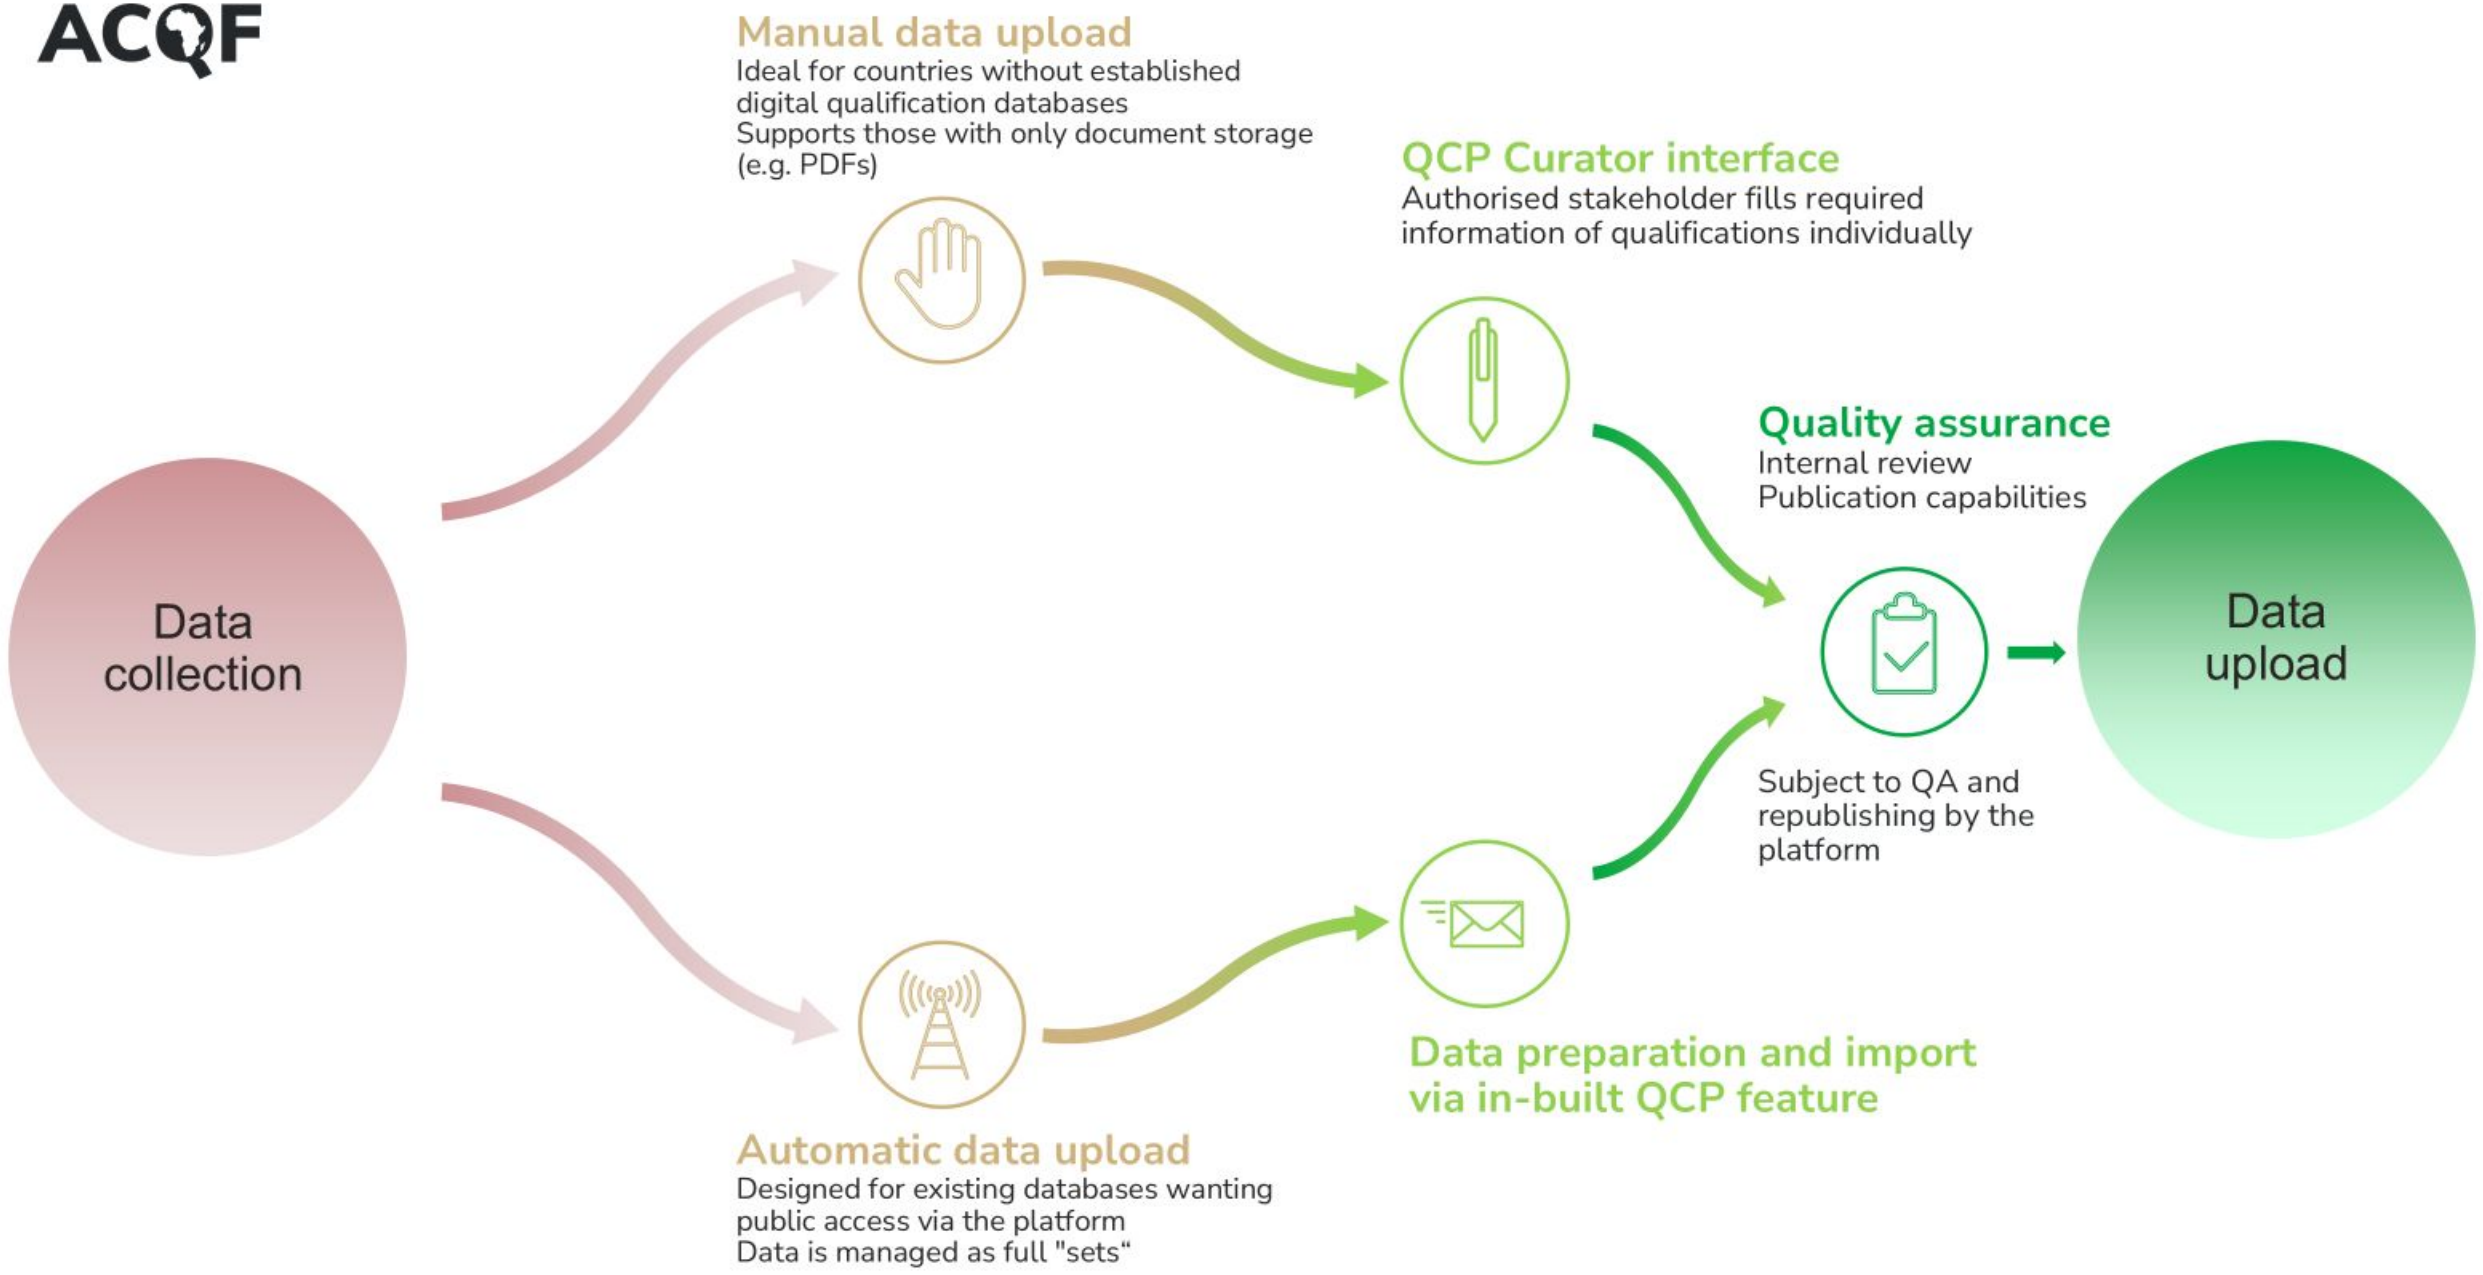 ACQF
Manual data upload
Ideal for countries without established
digital qualification databases
Supports those with only document storage
(e.g. PDFs)
QCP Curator interface
Authorised stakeholder fills required
information of qualifications individually
Quality assurance
Internal review
Publication capabilities
Data
collection
Data
upload
Subject to QA and
republishing by the
platform
Data preparation and import
via in-built QCP feature
Automatic data upload
Designed for existing databases wanting
public access via the platform
Data is managed as full "sets“